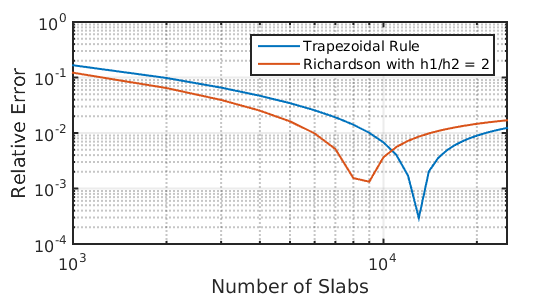 10^0
10^-1
10^-2
10^-3
10^-4
Relative Error
Trapezoidal Rule
Richardson with h1/h2 = 2
10^3
10^4
Number of Slabs